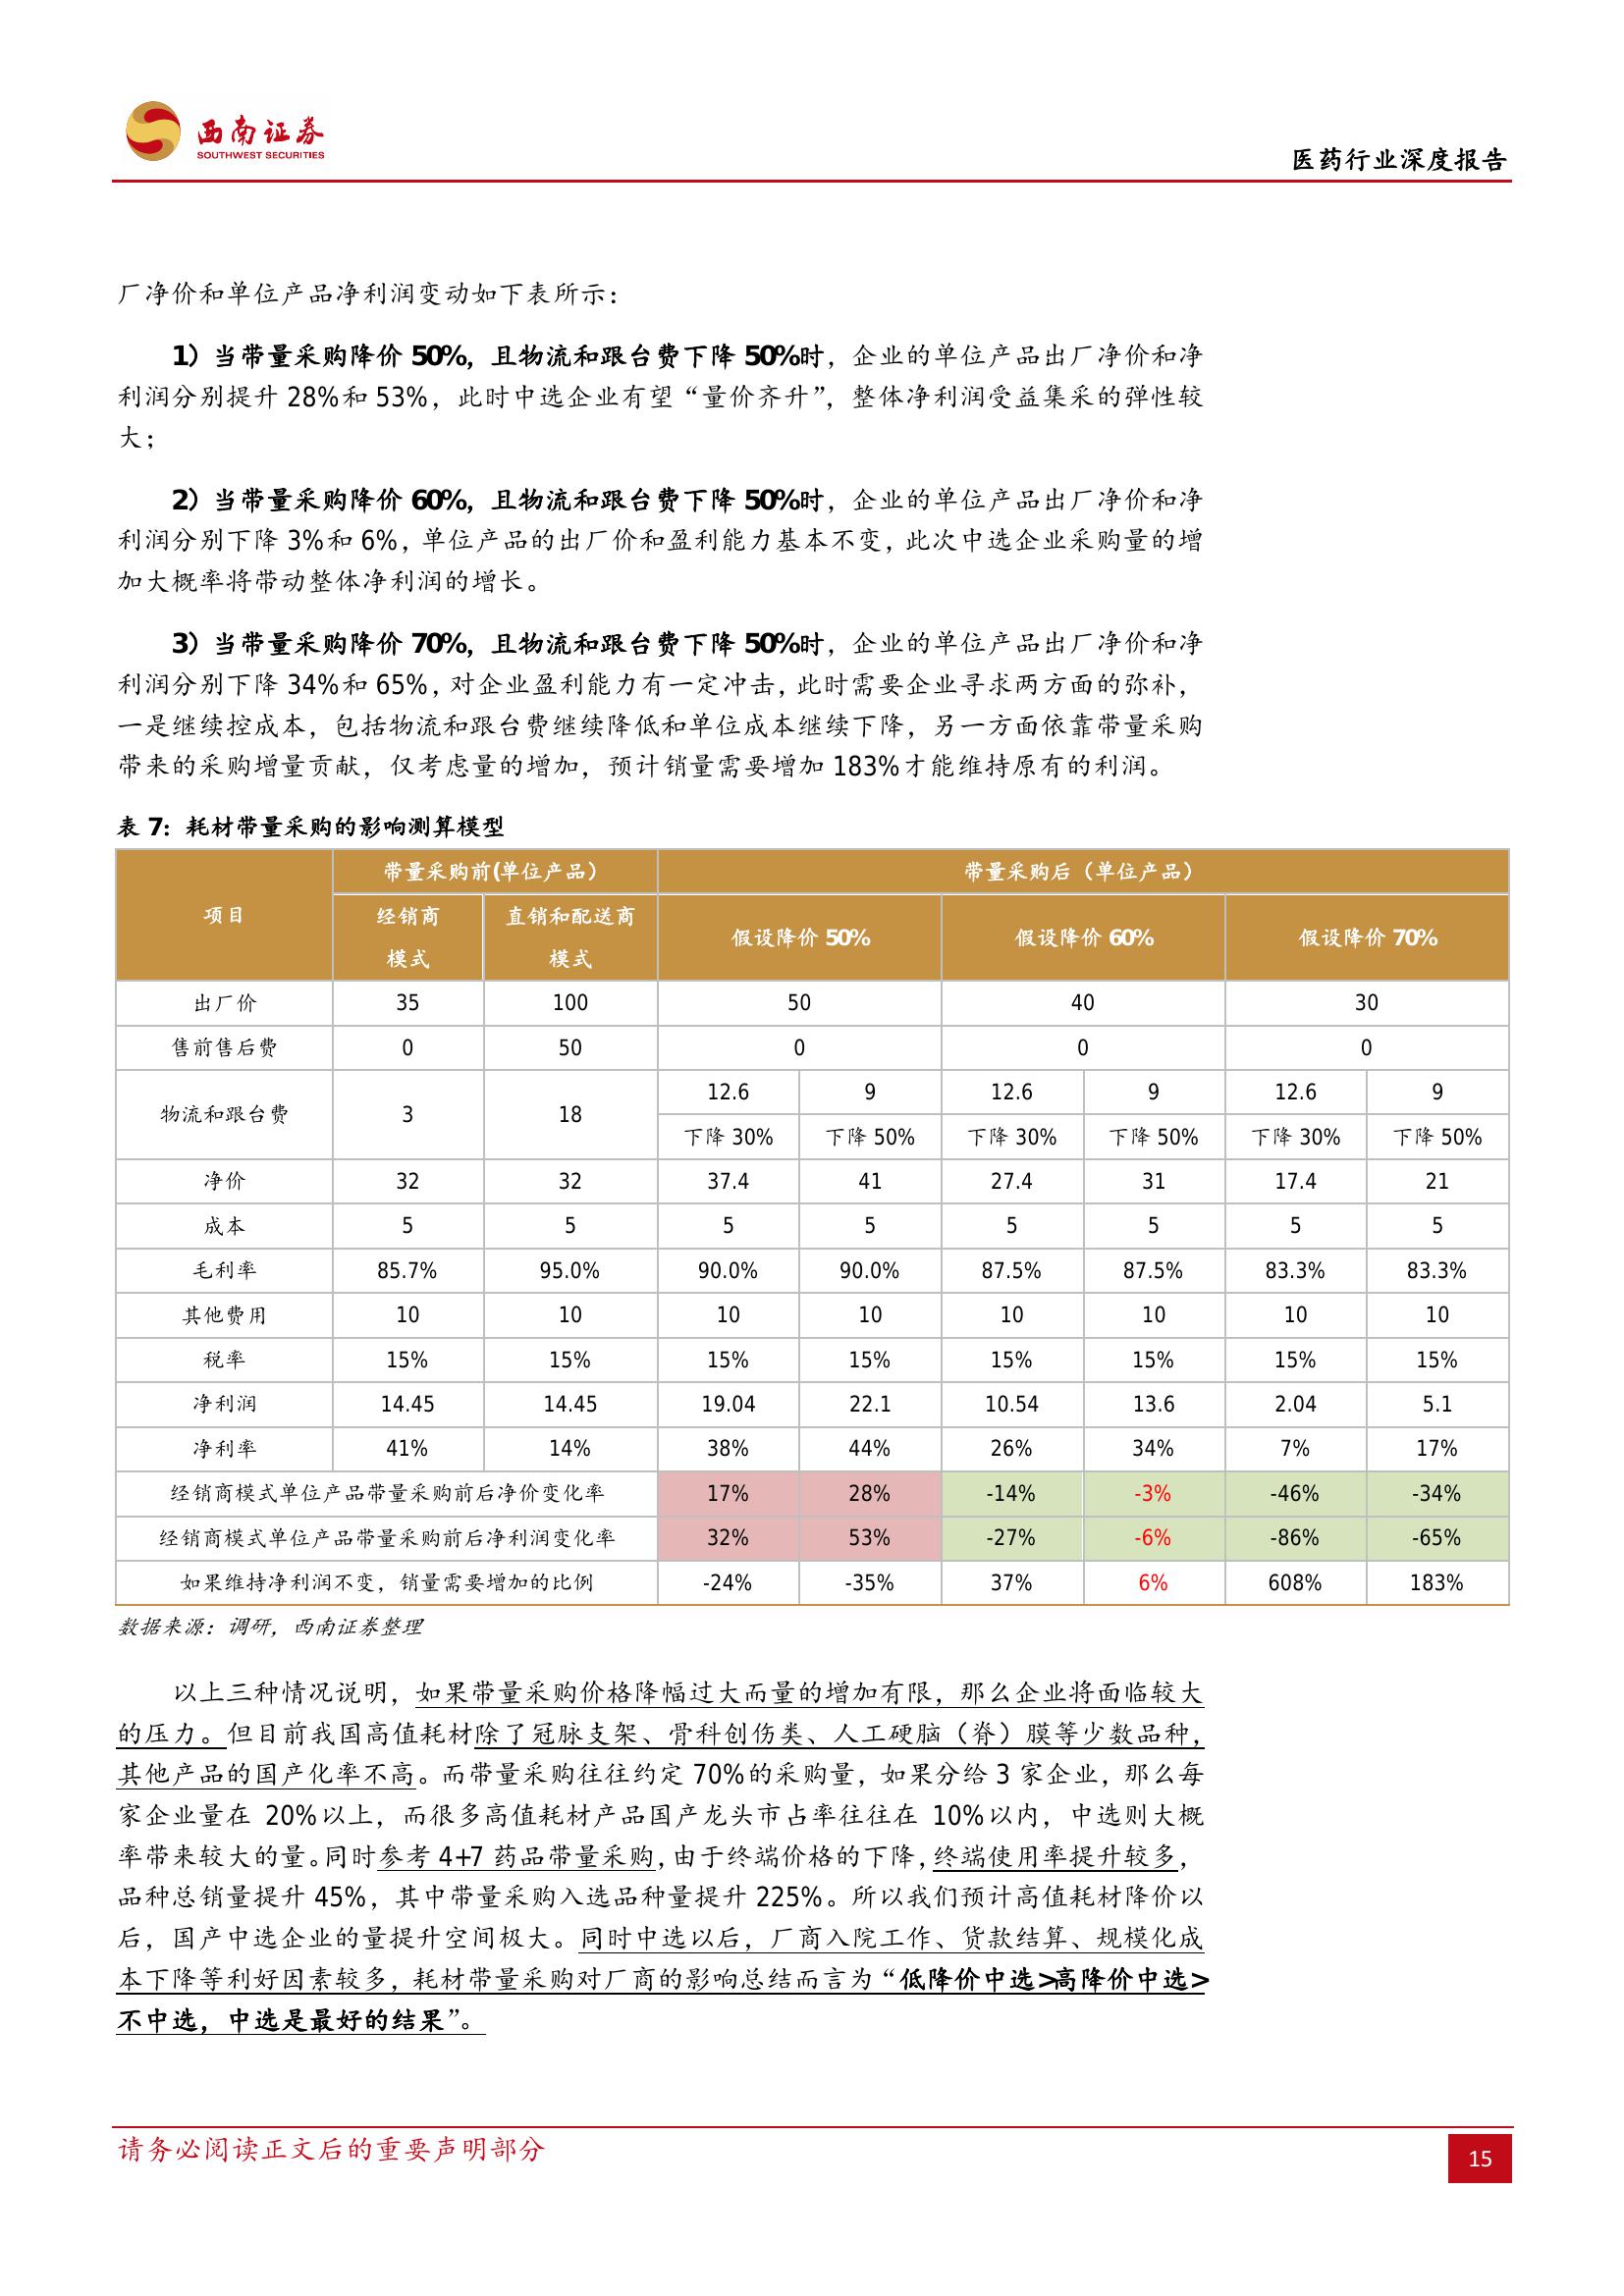 西南证券
SOUTHWEST SECURITIES
医药行业深度报告
厂净价和单位产品净利润变动如下表所示：
1）当带量采购降价 50%，且物流和跟台费下降 50%时，企业的单位产品出厂净价和净
利润分别提升 28%和 53%，此时中选企业有望“量价齐升”，整体净利润受益集采的弹性较
大；
2）当带量采购降价 60%，且物流和跟台费下降 50%时，企业的单位产品出厂净价和净
利润分别下降 3%和 6%，单位产品的出厂价和盈利能力基本不变，此次中选企业采购量的增
加大概率将带动整体净利润的增长。
3）当带量采购降价 70%，且物流和跟台费下降 50%时，企业的单位产品出厂净价和净
利润分别下降 34%和 65%，对企业盈利能力有一定冲击，此时需要企业寻求两方面的弥补，
一是继续控成本，包括物流和跟台费继续降低和单位成本继续下降，另一方面依靠带量采购
带来的采购增量贡献，仅考虑量的增加，预计销量需要增加 183%才能维持原有的利润。
表 7：耗材带量采购的影响测算模型
项目 带量采购前(单位产品） 带量采购后（单位产品）
经销商 直销和配送商 假设降价 50% 假设降价 60% 假设降价 70%
模式 模式
出厂价 35 100 50 40 30
售前售后费 0 50 0 0 0
物流和跟台费 3 18 12.6 9 12.6 9 12.6 9
下降 30% 下降 50% 下降 30% 下降 50% 下降 30% 下降 50%
净价 32 32 37.4 41 27.4 31 17.4 21
成本 5 5 5 5 5 5 5 5
毛利率 85.7% 95.0% 90.0% 90.0% 87.5% 87.5% 83.3% 83.3%
其他费用 10 10 10 10 10 10 10 10
税率 15% 15% 15% 15% 15% 15% 15% 15%
净利润 14.45 14.45 19.04 22.1 10.54 13.6 2.04 5.1
净利率 41% 14% 38% 44% 26% 34% 7% 17%
经销商模式单位产品带量采购前后净价变化率 17% 28% -14% -3% -46% -34%
经销商模式单位产品带量采购前后净利润变化率 32% 53% -27% -6% -86% -65%
如果维持净利润不变，销量需要增加的比例 -24% -35% 37% 6% 608% 183%
数据来源：调研，西南证券整理
以上三种情况说明，如果带量采购价格降幅过大而量的增加有限，那么企业将面临较大
的压力。但目前我国高值耗材除了冠脉支架、骨科创伤类、人工硬脑（脊）膜等少数品种，
其他产品的国产化率不高。而带量采购往往约定 70%的采购量，如果分给 3 家企业，那么每
家企业量在 20%以上，而很多高值耗材产品国产龙头市占率往往在 10%以内，中选则大概
率带来较大的量。同时参考 4+7 药品带量采购，由于终端价格的下降，终端使用率提升较多，
品种总销量提升 45%，其中带量采购入选品种量提升 225%。所以我们预计高值耗材降价以
后，国产中选企业的量提升空间极大。同时中选以后，厂商入院工作、货款结算、规模化成
本下降等利好因素较多，耗材带量采购对厂商的影响总结而言为“低降价中选>高降价中选>
不中选，中选是最好的结果”。
请务必阅读正文后的重要声明部分
15